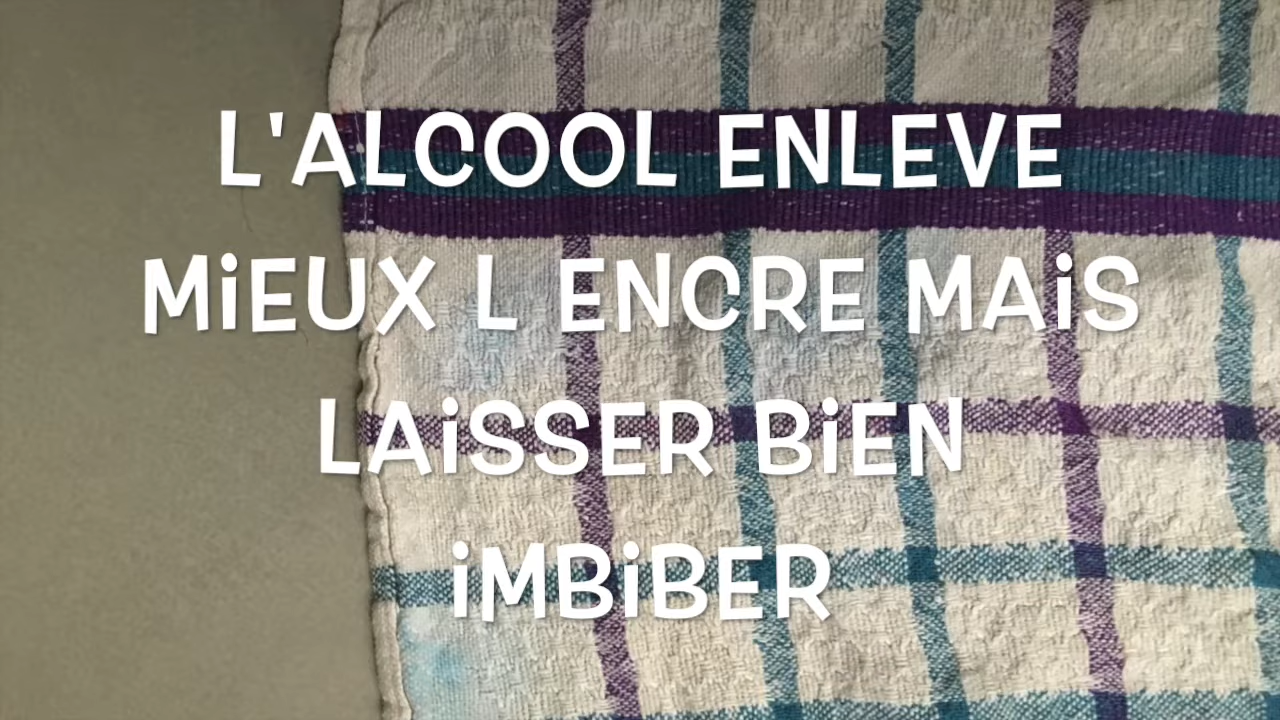 L'ALCOOL ENLEVE
MiEUX L ENCRE MAiS
LAiSSER BiEN
iMBiBER